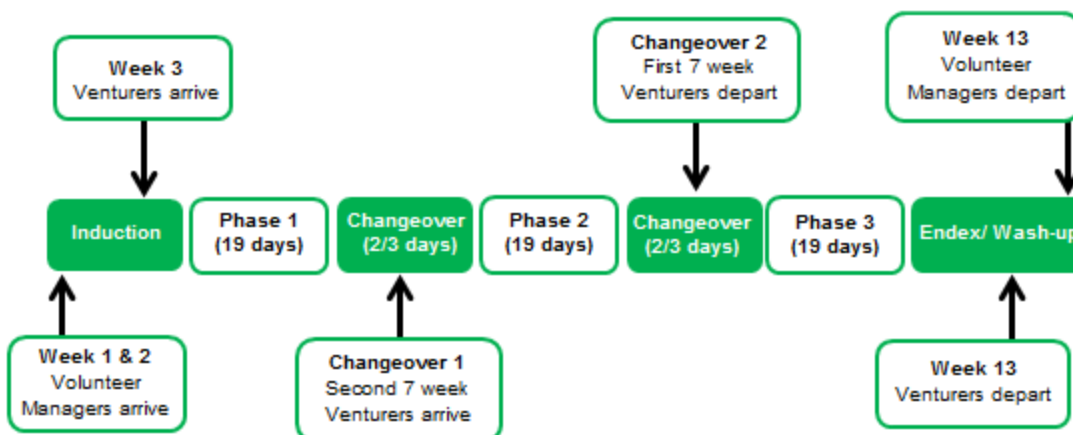 Week 3
Venturers arrive
Changeover 2
First 7 week
Venturers depart
Week 13
Volunteer
Managers depart
Induction
Phase 1
(19 days)
Changeover
(2/3 days)
Phase 2
(19 days)
Changeover
(2/3 days)
Phase 3
(19 days)
Endex/ Wash-up
Week 1 & 2
Volunteer
Managers arrive
Changeover 1
Second 7 week
Venturers arrive
Week 13
Venturers depart